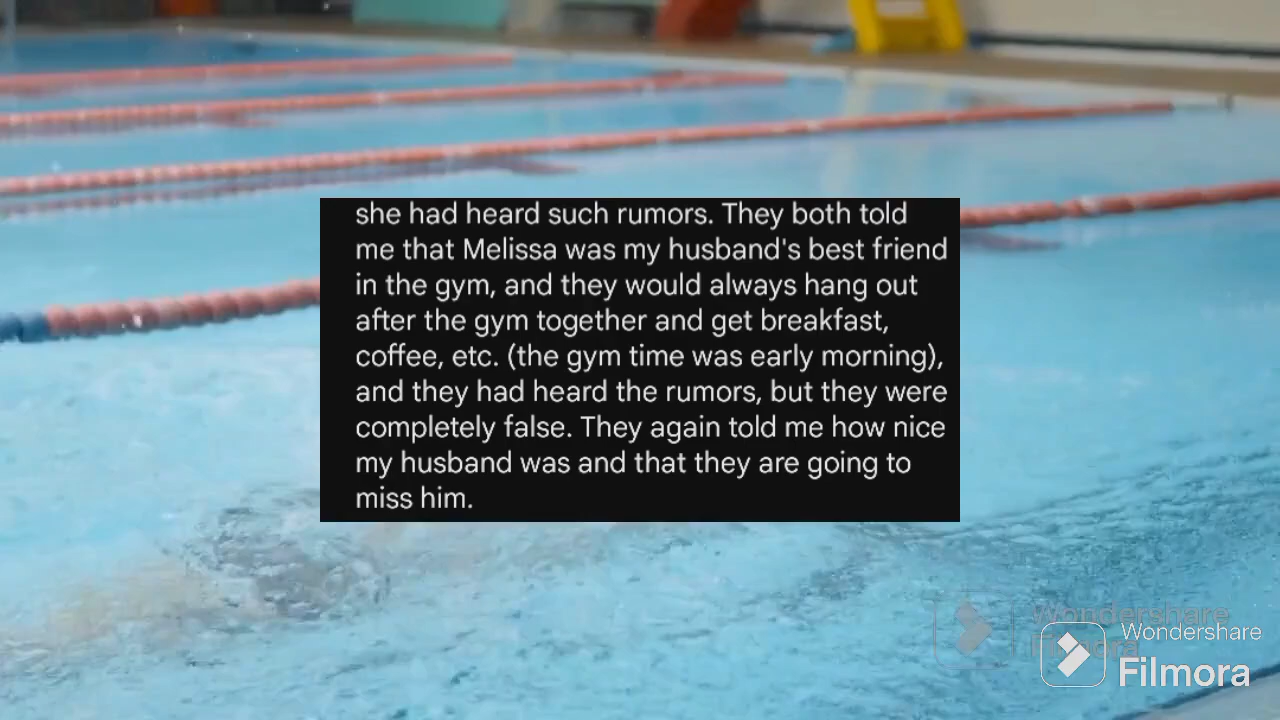 she had heard such rumors. They both told
me that Melissa was my husband's best friend
in the gym, and they would always hang out
after the gym together and get breakfast,
coffee, etc. (the gym time was early morning),
and they had heard the rumors, but they were
completely false. They again told me how nice
my husband was and that they are going to
miss him.
Wondershare
Filmora
Wondershare
Filmora